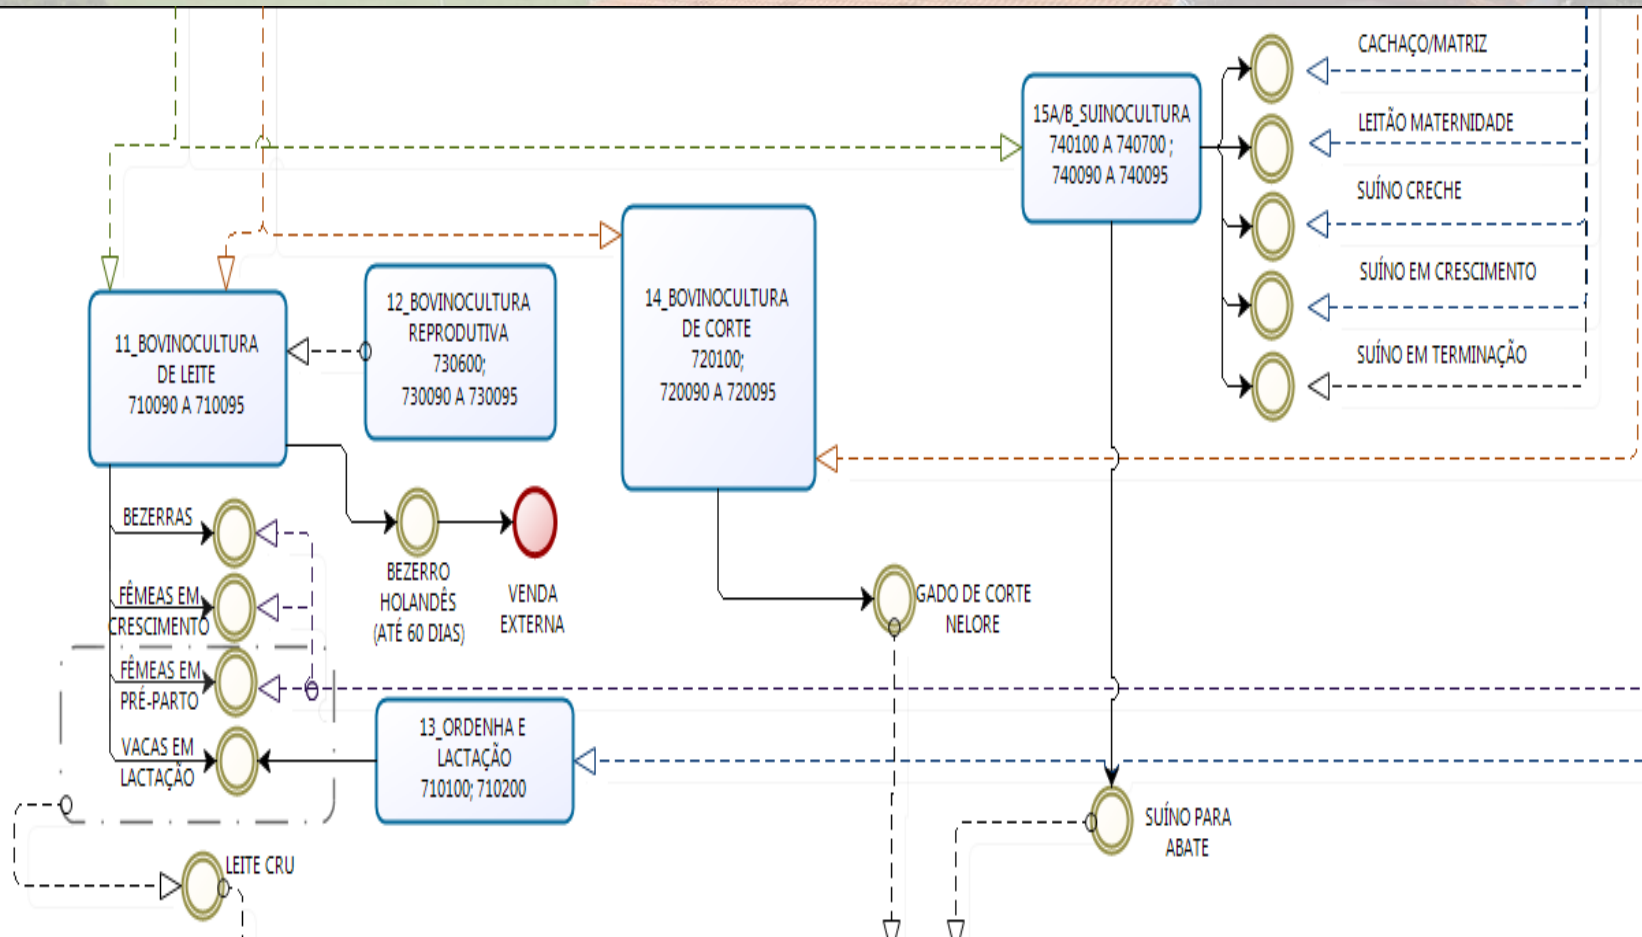 CACHAÇO/MATRIZ
15A/B_SUINOCULTURA
740100 A 740700 ;
740090 A 740095
LEITÃO MATERNIDADE
SUÍNO CRECHE
SUÍNO EM CRESCIMENTO
SUÍNO EM TERMINAÇÃO
11_BOVINOCULTURA
DE LEITE
710090 A 710095
12_BOVINOCULTURA
REPRODUTIVA
730600;
730090 A 730095
14_BOVINOCULTURA
DE CORTE
720100;
720090 A 720095
BEZERRAS
FÊMEAS EM
CRESCIMENTO
FÊMEAS EM
PRÉ-PARTO
VACAS EM
LACTAÇÃO
BEZERRO
HOLANDÊS
(ATÉ 60 DIAS)
VENDA
EXTERNA
GADO DE CORTE
NELORE
13_ORDENHA E
LACTAÇÃO
710100; 710200
SUÍNO PARA
ABATE
LEITE CRU